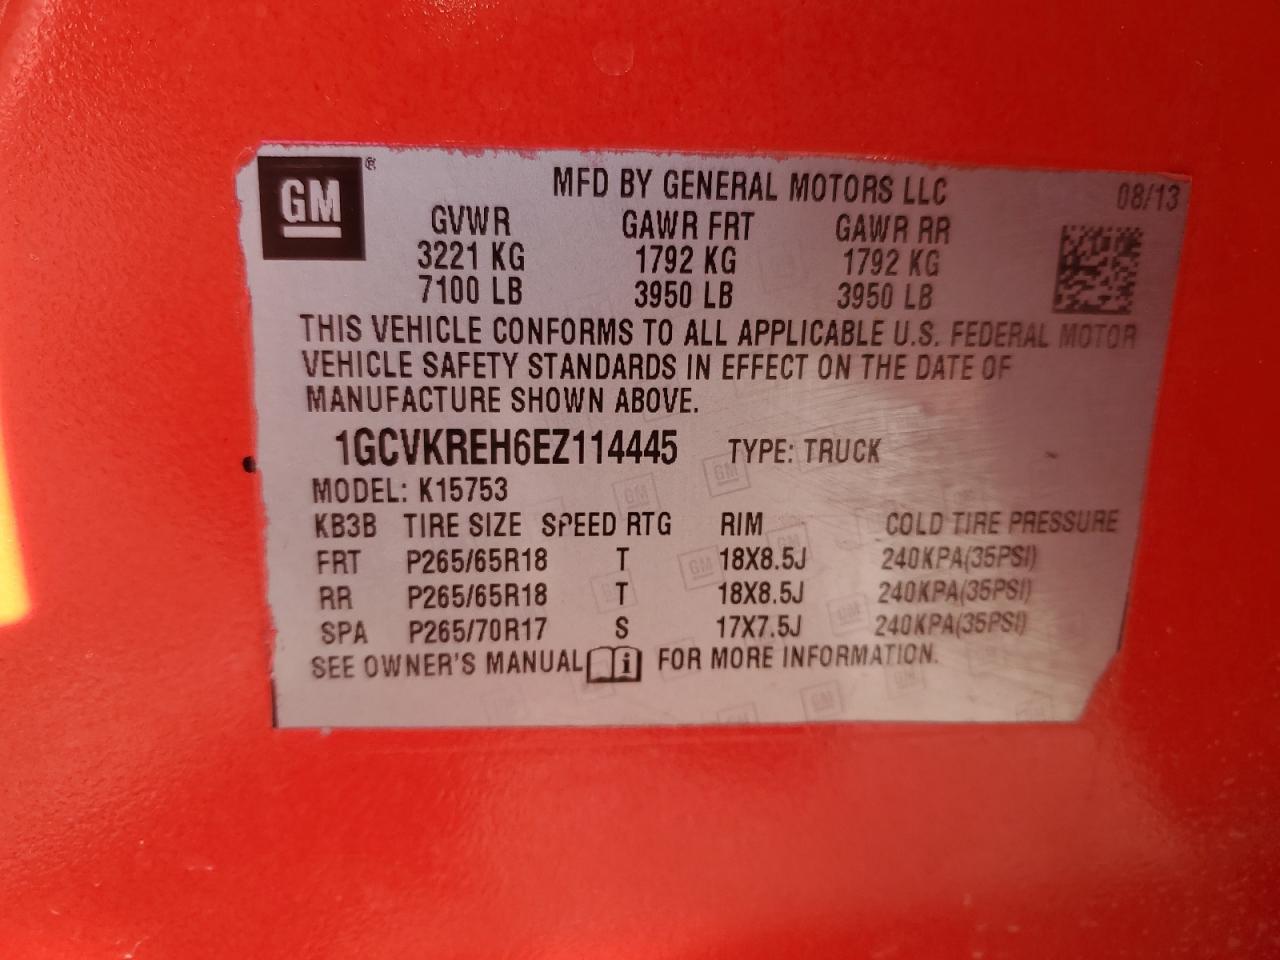 GM®
MFD BY GENERAL MOTORS LLC 08/13
GVWR GAWR FRT GAWR RR
3221 KG 1792 KG 1792 KG
7100 LB 3950 LB 3950 LB
THIS VEHICLE CONFORMS TO ALL APPLICABLE U.S. FEDERAL MOTOR
VEHICLE SAFETY STANDARDS IN EFFECT ON THE DATE OF
MANUFACTURE SHOWN ABOVE.
1GCVKREH6EZ114445 TYPE: TRUCK
MODEL: K15753
KB3B TIRE SIZE SPEED RTG RIM COLD TIRE PRESSURE
FRT P265/65R18 T 18X8.5J 240KPA(35PSI)
RR P265/65R18 T 18X8.5J 240KPA(35PSI)
SPA P265/70R17 S 17X7.5J 240KPA(35PSI)
SEE OWNER'S MANUAL i FOR MORE INFORMATION.